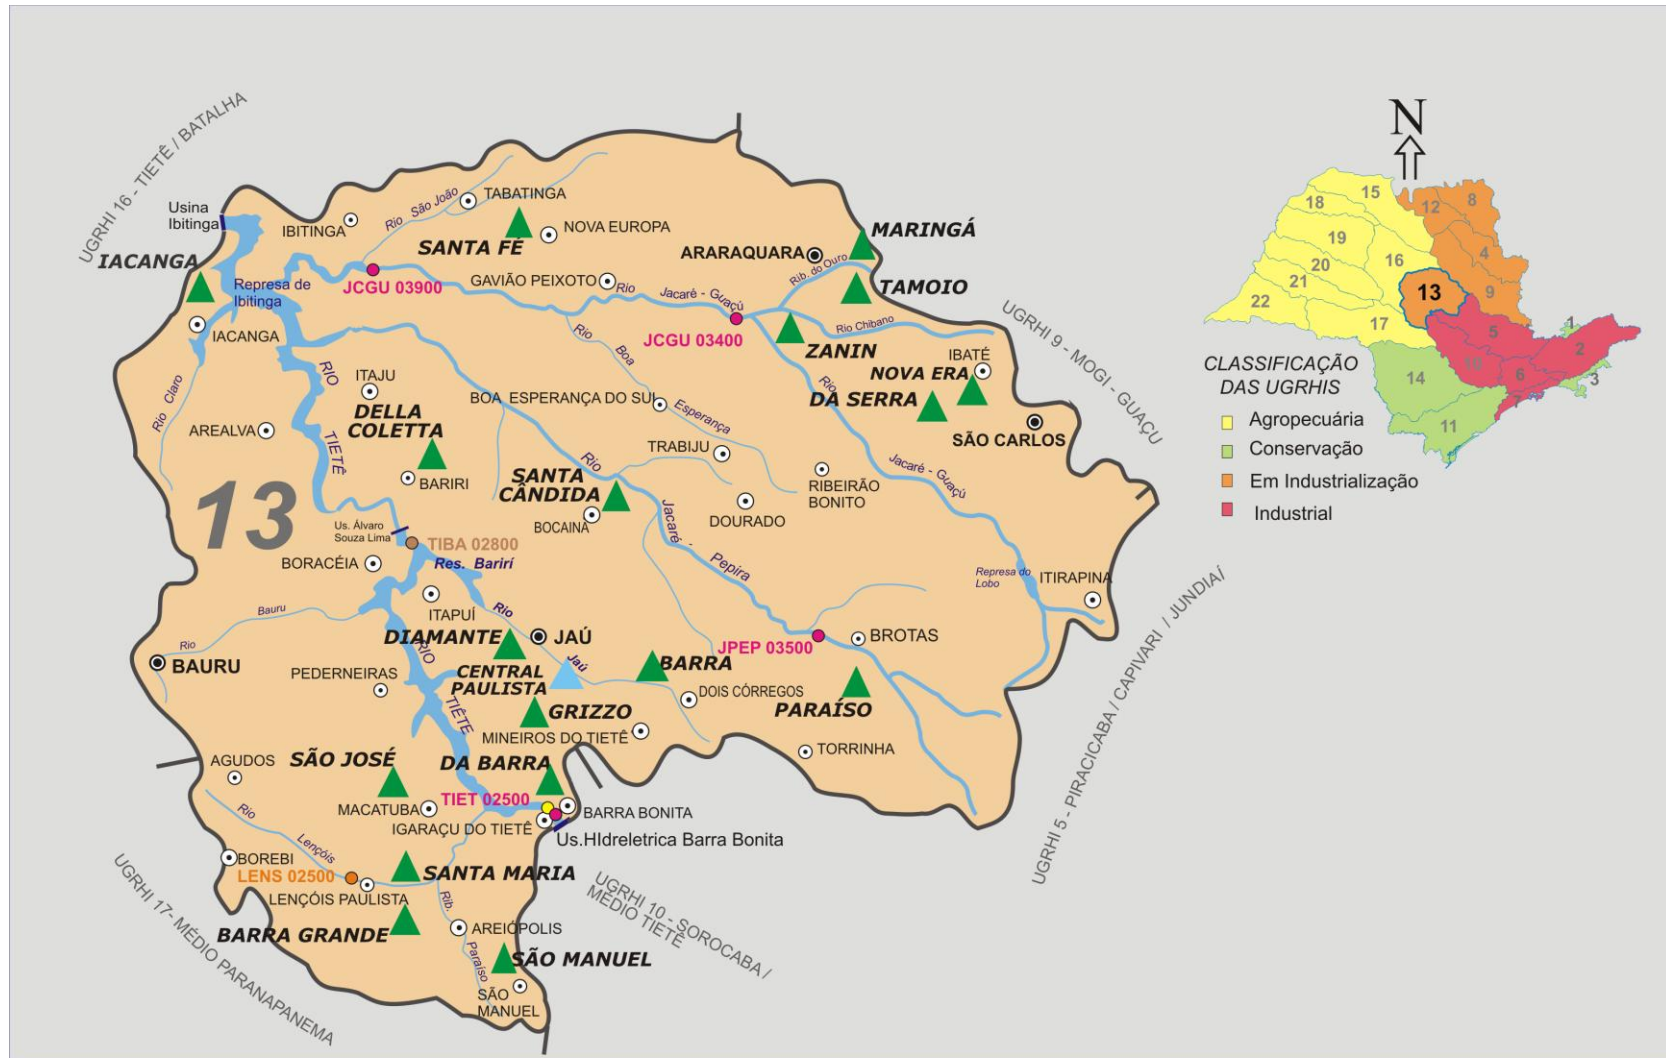 UGRHI 16 - TIETÊ / BATALHA
Usina
Ibitinga
IBITINGA
Rio São João
TABATINGA
NOVA EUROPA
SANTA FÉ
IACANGA
Represa de
Ibitinga
JCGU 03900
GAVIÃO PEIXOTO
Rio
Jacaré - Guaçú
ARARAQUARA
Rib. do Ouro
MARINGÁ
TAMOIO
UGRHI 9 - MOGI - GUAÇU
IACANGA
Rio Claro
RIO
TIETÊ
ITAJU
DELLA
COLETTA
AREALVA
BARIRI
JCGU 03400
Rio Chibano
ZANIN
IBATÉ
NOVA ERA
DA SERRA
SÃO CARLOS
Rio
Boa
Esperança
BOA ESPERANÇA DO SUL
TRABIJU
Rio
Jacaré - Guaçú
RIBEIRÃO
BONITO
DOURADO
SANTA
CÂNDIDA
BOCAINA
Rio
Jacaré -
Pepira
13
Us. Álvaro
Souza Lima
TIBA 02800
Res. Barirí
BORACÉIA
ITAPUÍ
Rio
Jaú
Represa do
Lobo
ITIRAPINA
Rio
Bauru
BAURU
DIAMANTE
JAÚ
CENTRAL
PAULISTA
BARRA
JPEP 03500
BROTAS
PARAÍSO
TORRINHA
DOIS CÓRREGOS
PEDERNEIRAS
RIO
TIÊTE
GRIZZO
MINEIROS DO TIETÊ
UGRHI 5 - PIRACICABA / CAPIVARI / JUNDIAÍ
AGUDOS
SÃO JOSÉ
DA BARRA
MACATUBA
TIET 02500
IGARAÇU DO TIETÊ
BARRA BONITA
Us.HIdreletrica Barra Bonita
Rio
Lençóis
BOREBI
LENS 02500
LENÇÓIS PAULISTA
SANTA MARIA
BARRA GRANDE
Rib.
Paraíso
AREIÓPOLIS
SÃO MANUEL
SÃO
MANUEL
UGRHI 17- MÉDIO PARANAPANEMA
UGRHI 10 - SOROCABA /
MÉDIO TIETÊ
N
15
18
12
8
19
16
4
20
21
9
13
22
17
5
1
2
10
6
3
14
7
11
CLASSIFICAÇÃO
DAS UGRHIS
Agropecuária
Conservação
Em Industrialização
Industrial